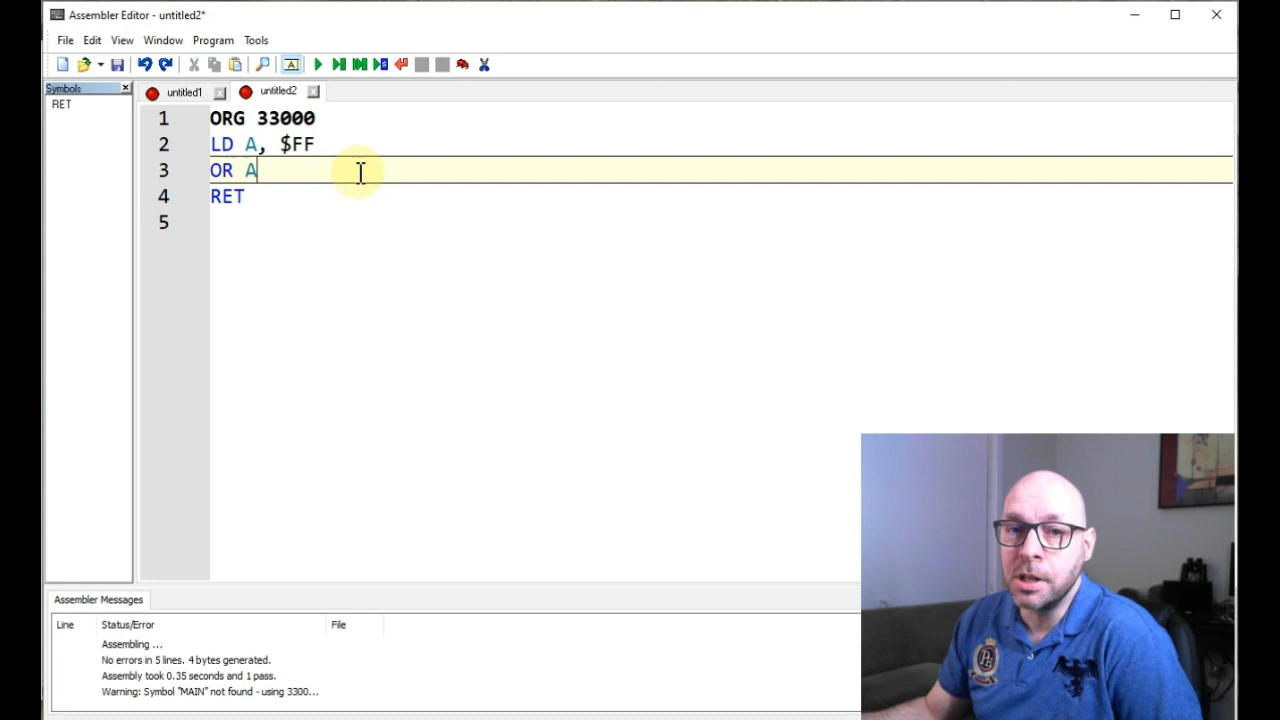 Assembler Editor - untitled2*
File Edit View Window Program Tools
Symbols
RET
untitled1 untitled2
1 ORG 33000
2 LD A, $FF
3 OR A
4 RET
5
Assembler Messages
Line Status/Error File
Assembling ...
No errors in 5 lines. 4 bytes generated.
Assembly took 0.35 seconds and 1 pass.
Warning: Symbol "MAIN" not found - using 3300...